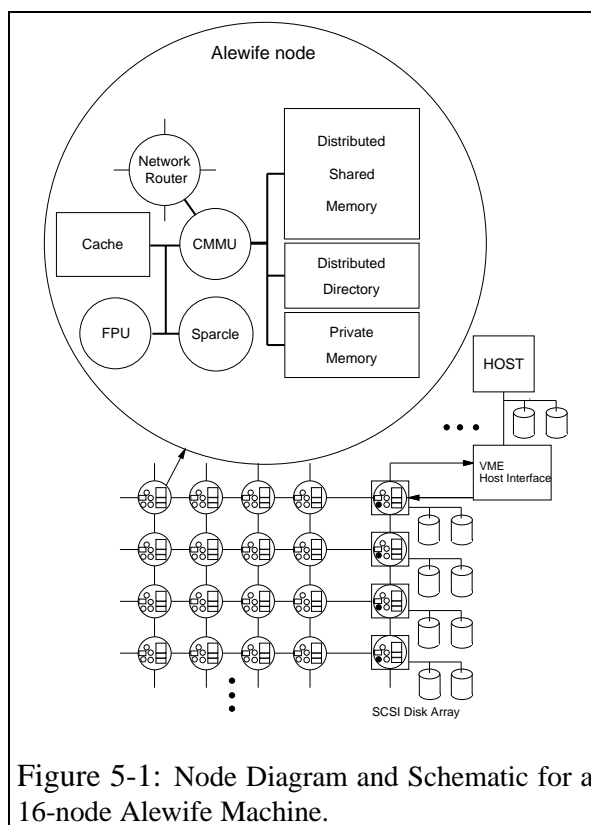 Alewife node
Network
Router
Cache
CMMU
FPU
Sparcle
Distributed
Shared
Memory
Distributed
Directory
Private
Memory
HOST
VME
Host Interface
SCSI Disk Array
Figure 5-1: Node Diagram and Schematic for a
16-node Alewife Machine.